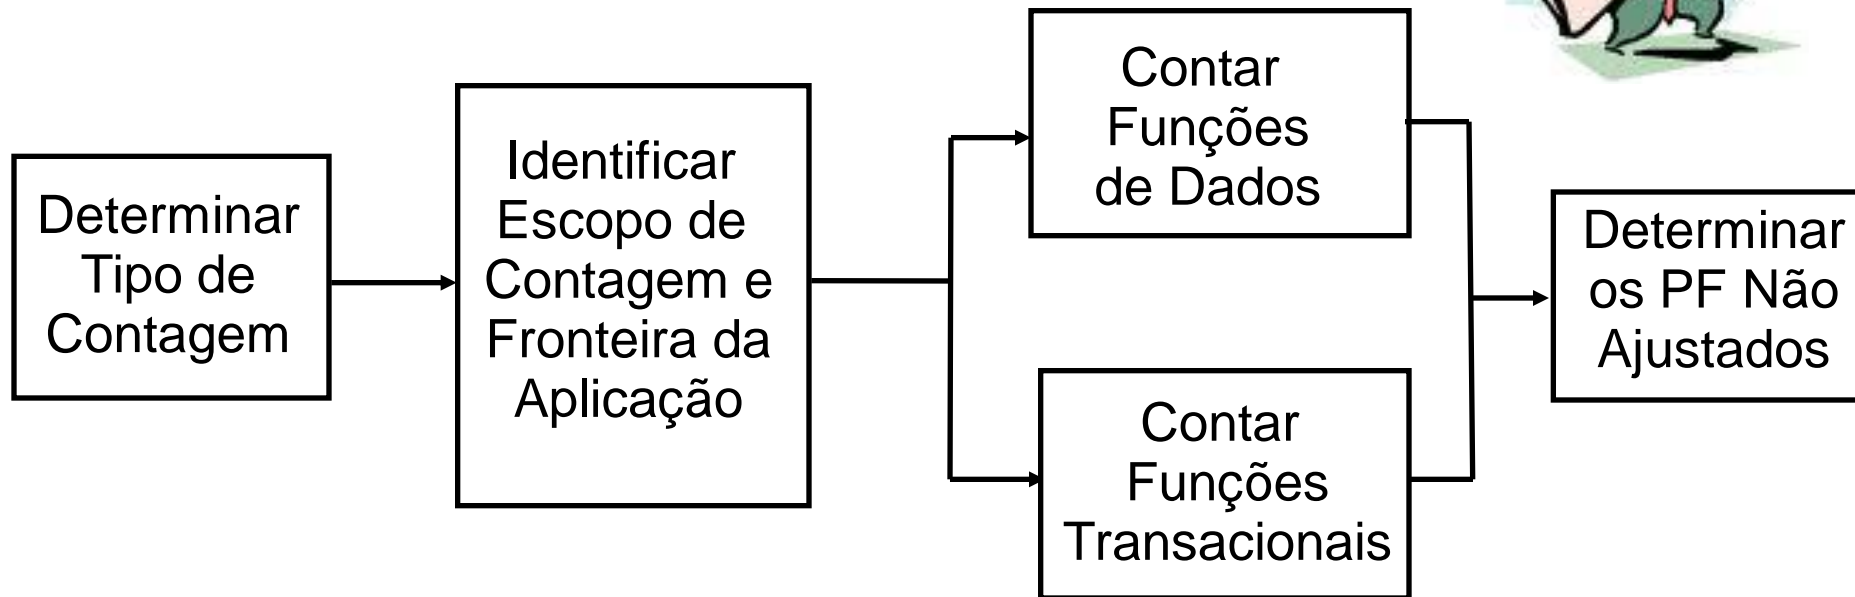 Determinar
Tipo de
Contagem
Identificar
Escopo de
Contagem e
Fronteira da
Aplicação
Contar
Funções
de Dados
Contar
Funções
Transacionais
Determinar
os PF Não
Ajustados